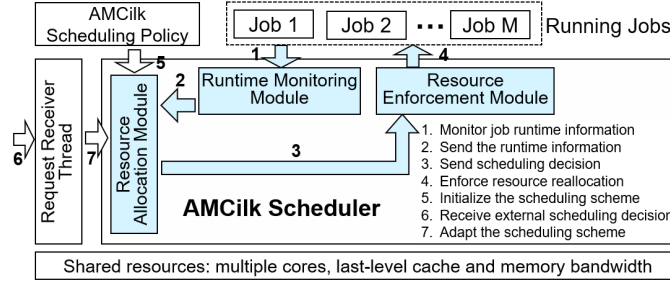 AMCilk
Scheduling Policy
Job 1
Job 2
•••
Job M
Running Jobs
1
4
5
2
Runtime Monitoring
Module
Resource
Enforcement Module
Request Receiver
Thread
6
7
Resource
Allocation Module
3
AMCilk Scheduler
1. Monitor job runtime information
2. Send the runtime information
3. Send scheduling decision
4. Enforce resource reallocation
5. Initialize the scheduling scheme
6. Receive external scheduling decision
7. Adapt the scheduling scheme
Shared resources: multiple cores, last-level cache and memory bandwidth